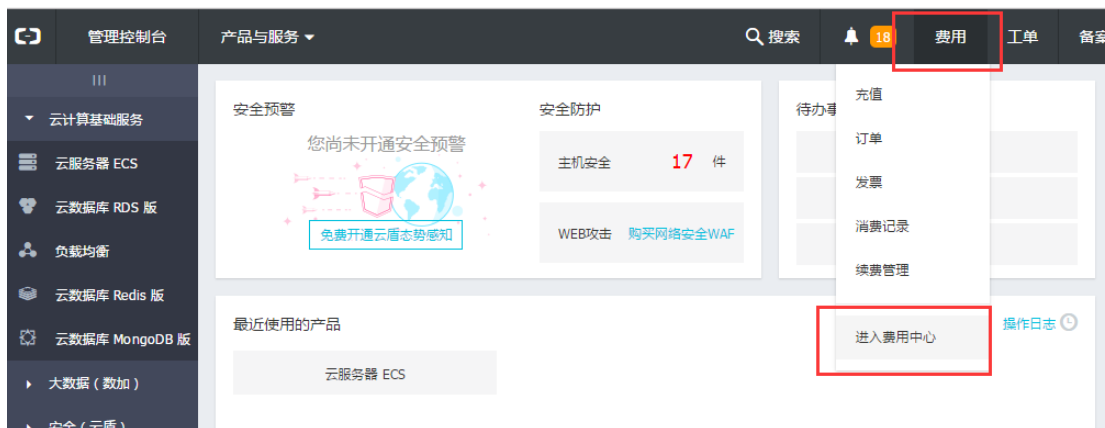 管理控制台 产品与服务 搜索 18 费用 工单 备案
云计算基础服务
云服务器 ECS
云数据库 RDS 版
负载均衡
云数据库 Redis 版
云数据库 MongoDB 版
大数据 ( 数加 )
安全 ( 云盾 )
安全预警
您尚未开通安全预警
免费开通云盾态势感知
安全防护
主机安全 17 件
WEB攻击 购买网络安全WAF
待办事
充值
订单
发票
消费记录
续费管理
进入费用中心
最近使用的产品
操作日志
云服务器 ECS